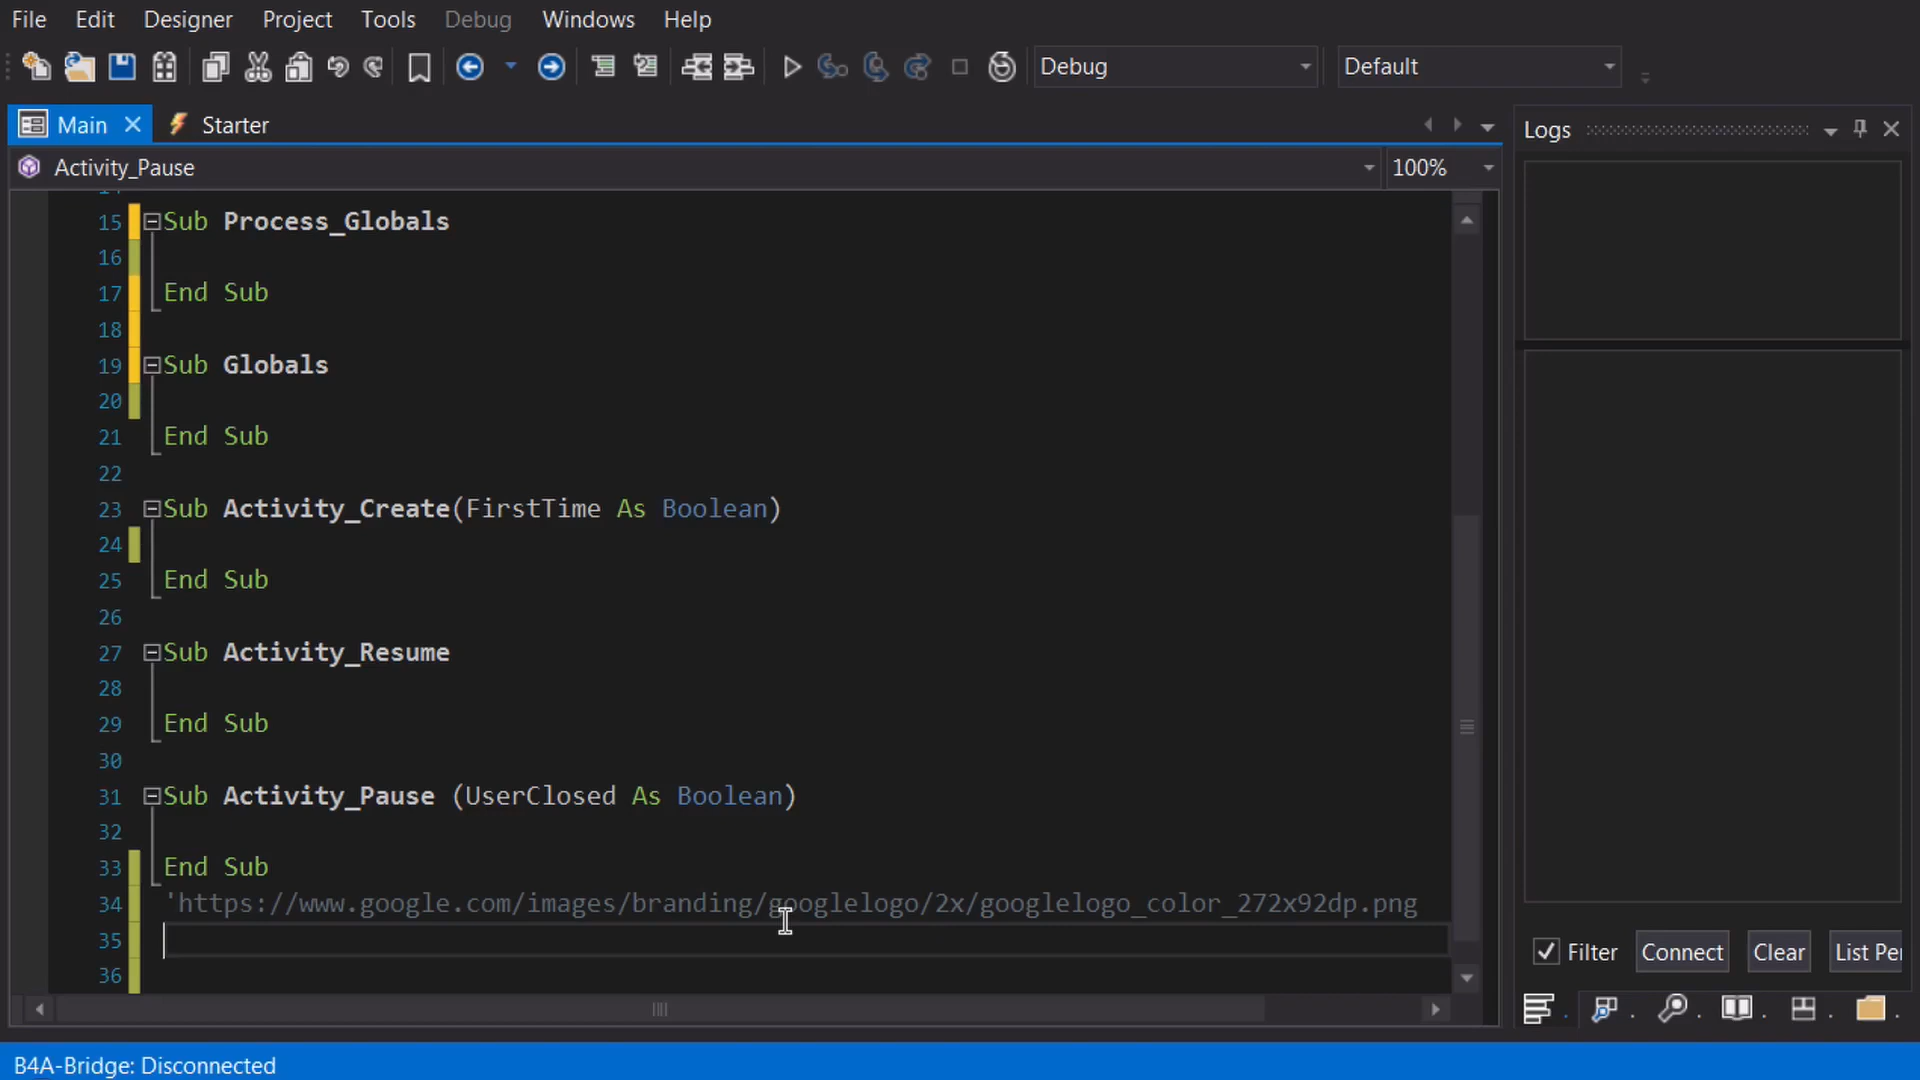 File Edit Designer Project Tools Debug Windows Help
Debug Default
Main Starter
Logs
Activity_Pause 100%
15 Sub Process_Globals
16
17 End Sub
18
19 Sub Globals
20
21 End Sub
22
23 Sub Activity_Create(FirstTime As Boolean)
24
25 End Sub
26
27 Sub Activity_Resume
28
29 End Sub
30
31 Sub Activity_Pause (UserClosed As Boolean)
32
33 End Sub
34 'https://www.google.com/images/branding/googlelogo/2x/googlelogo_color_272x92dp.png
35
36
Filter Connect Clear List Per
B4A-Bridge: Disconnected